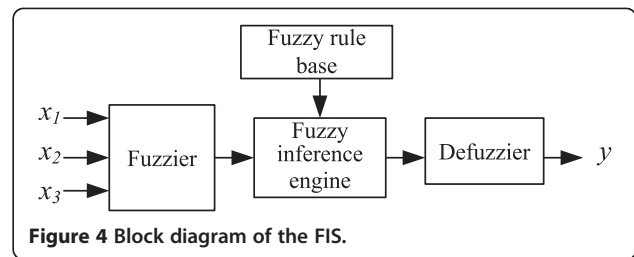 Fuzzy rule
base
x1
x2
x3
Fuzzier
Fuzzy
inference
engine
Defuzzier
y
Figure 4 Block diagram of the FIS.